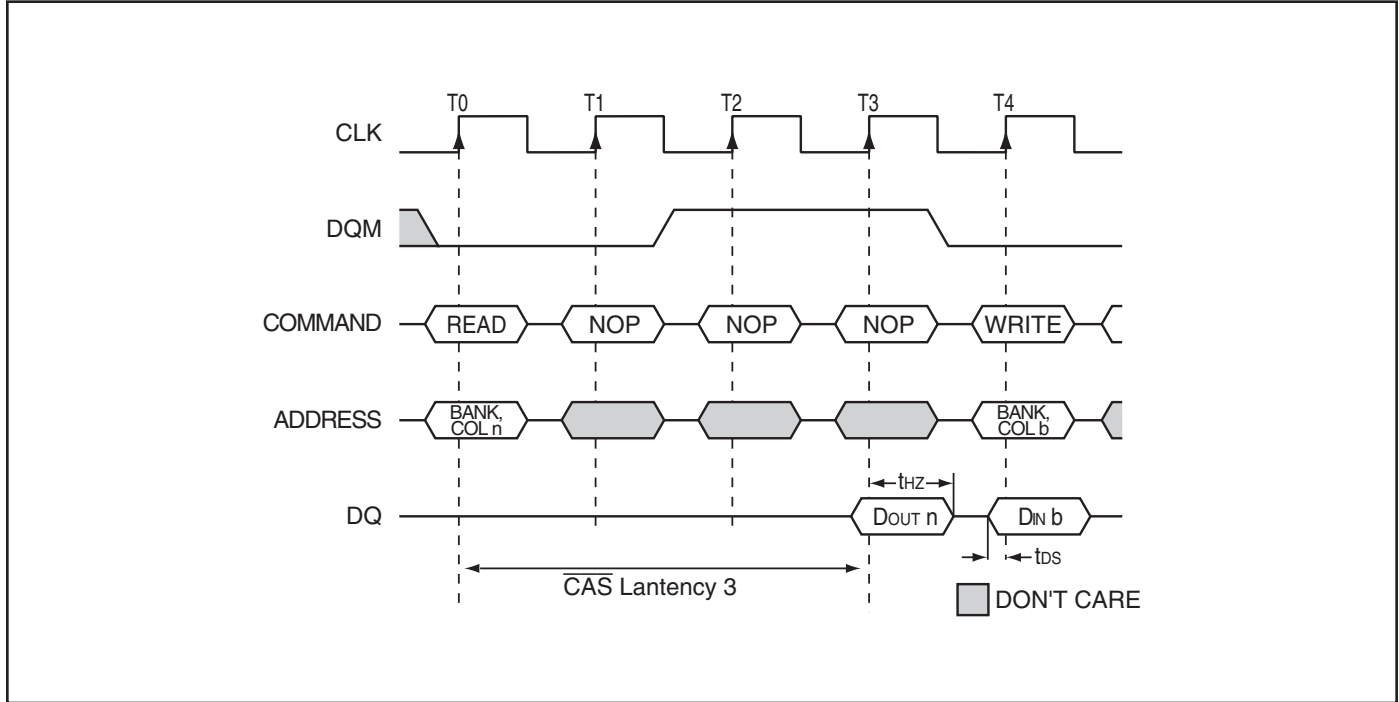 T0 T1 T2 T3 T4
CLK
DQM
COMMAND READ NOP NOP NOP WRITE
ADDRESS BANK, COL n BANK, COL b
tHZ
DQ DOUT n DIN b
tDS
CAS Lantency 3
DON'T CARE